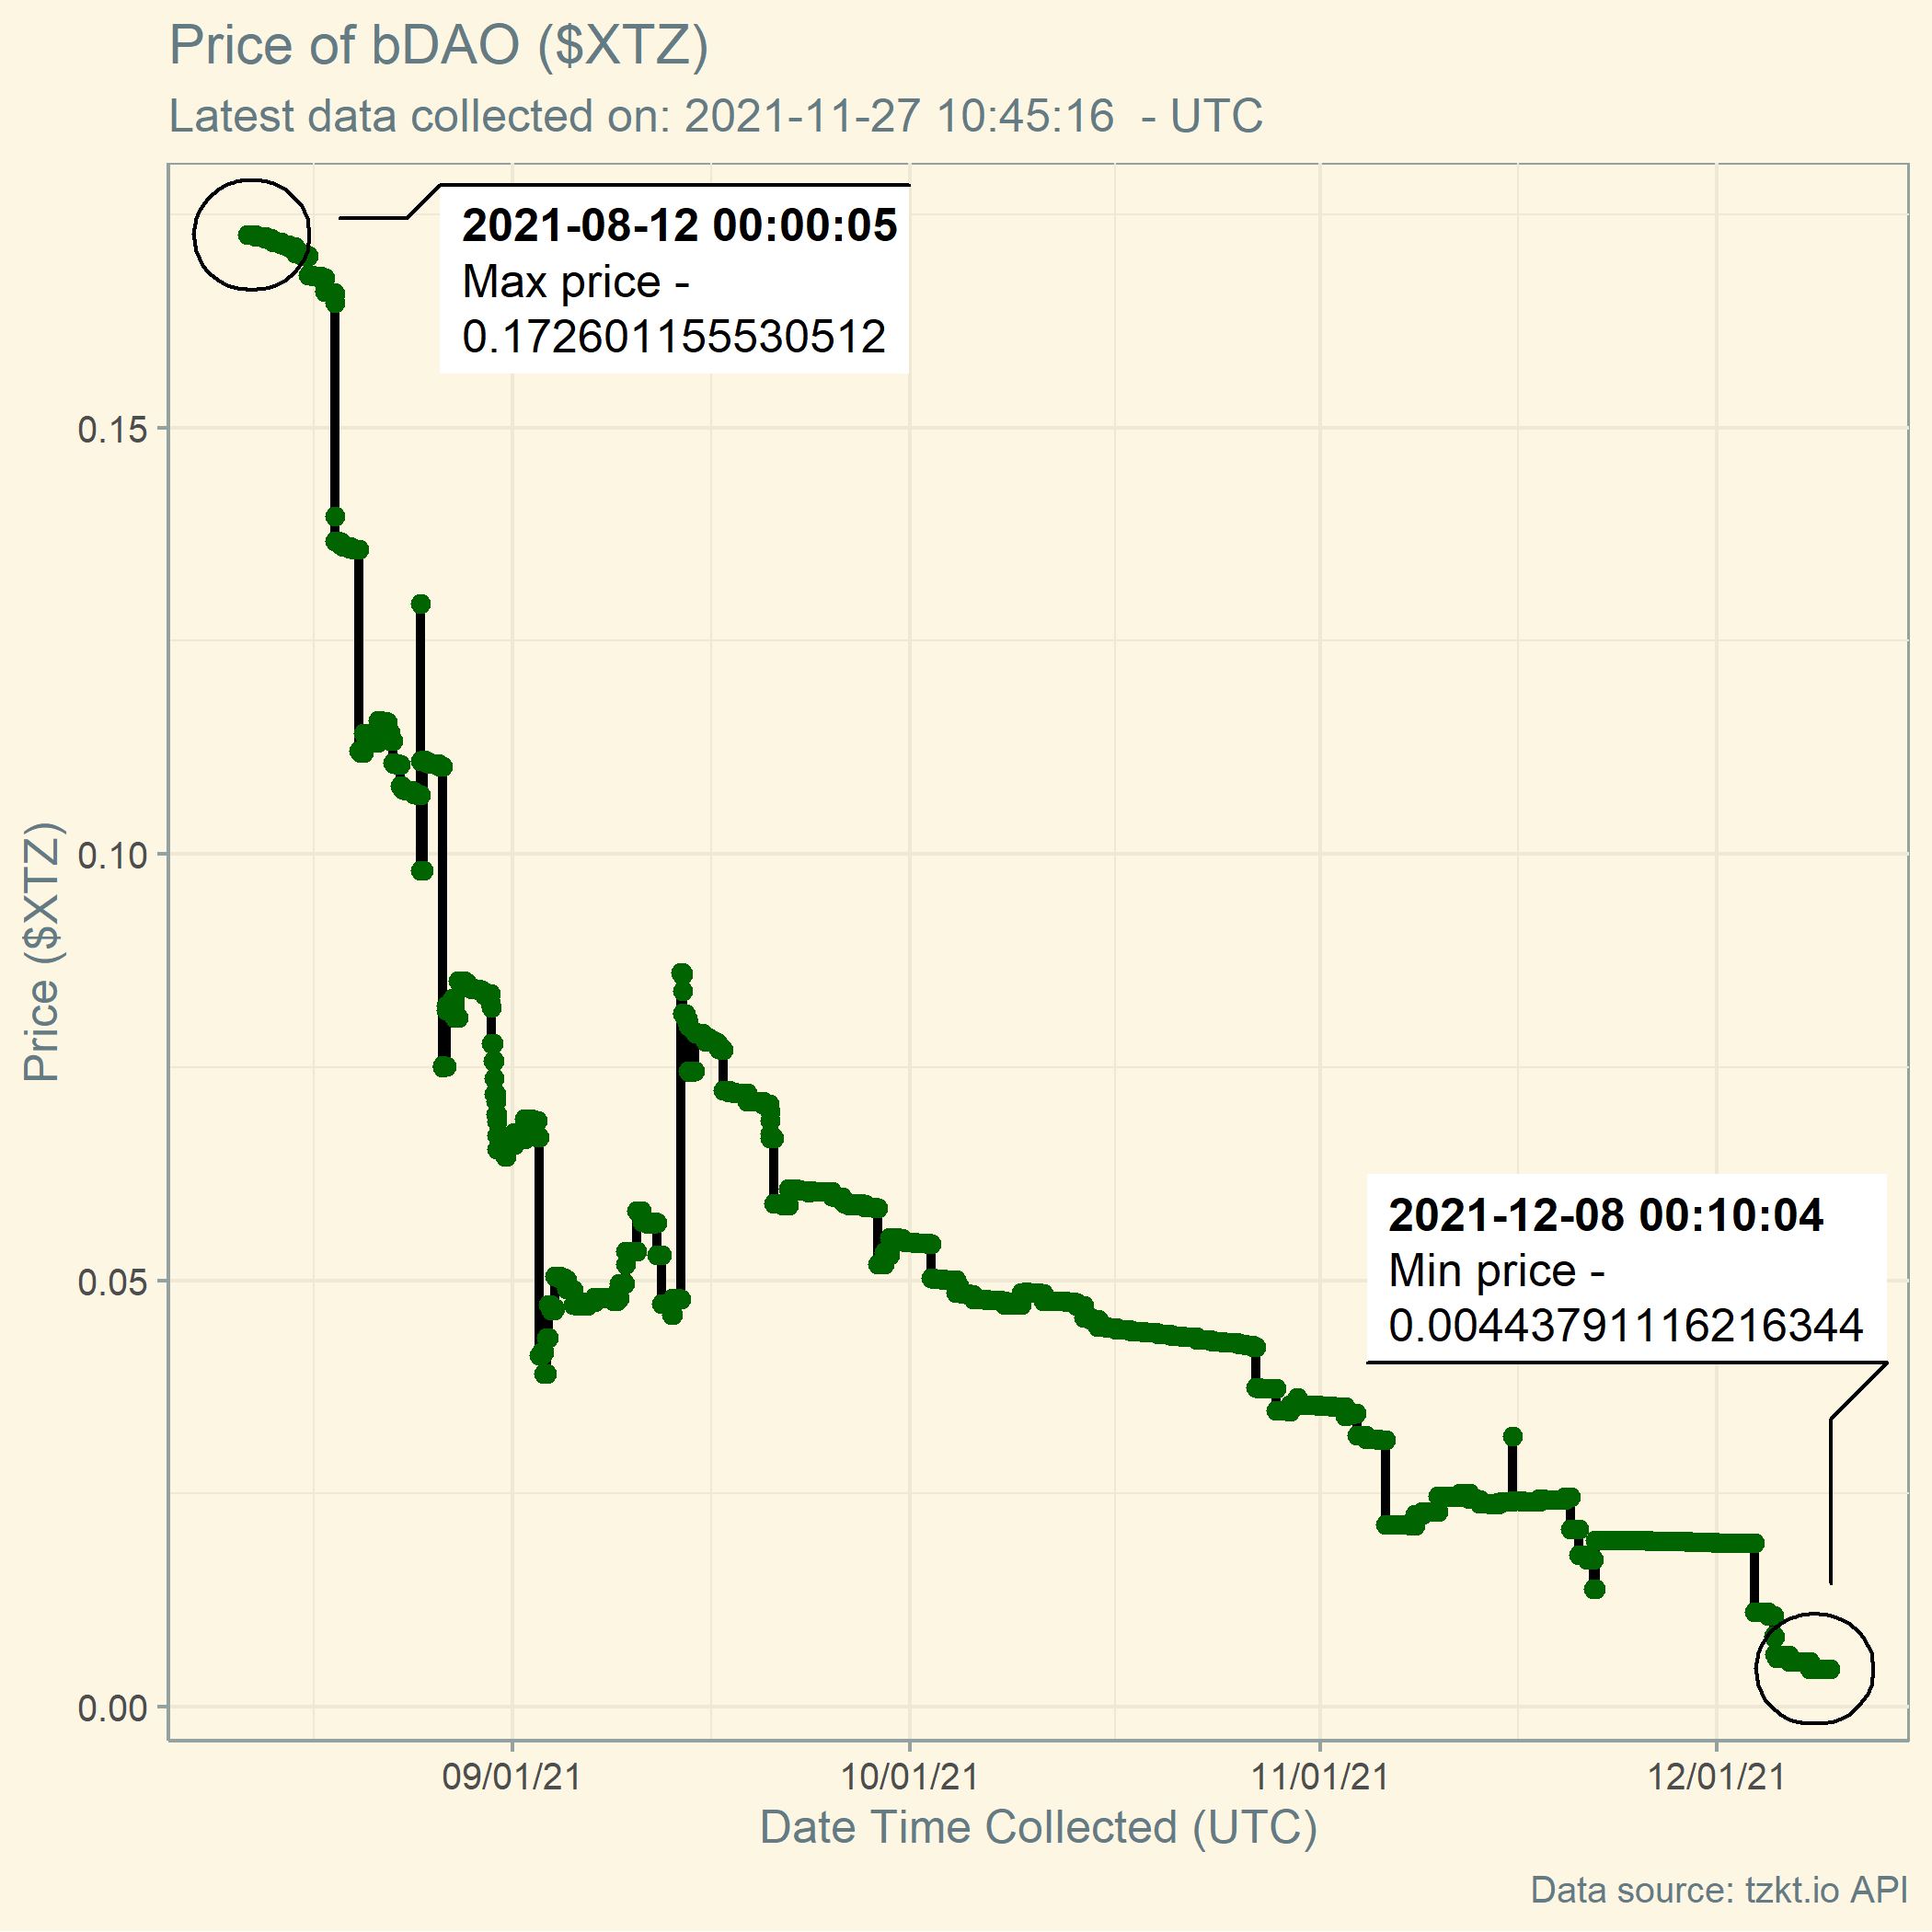 Price of bDAO ($XTZ)
Latest data collected on: 2021-11-27 10:45:16  - UTC
2021-08-12 00:00:05
Max price -
0.172601155530512
0.15
0.10
0.05
0.00
Price ($XTZ)
2021-12-08 00:10:04
Min price -
0.00443791116216344
09/01/21
10/01/21
11/01/21
12/01/21
Date Time Collected (UTC)
Data source: tzkt.io API